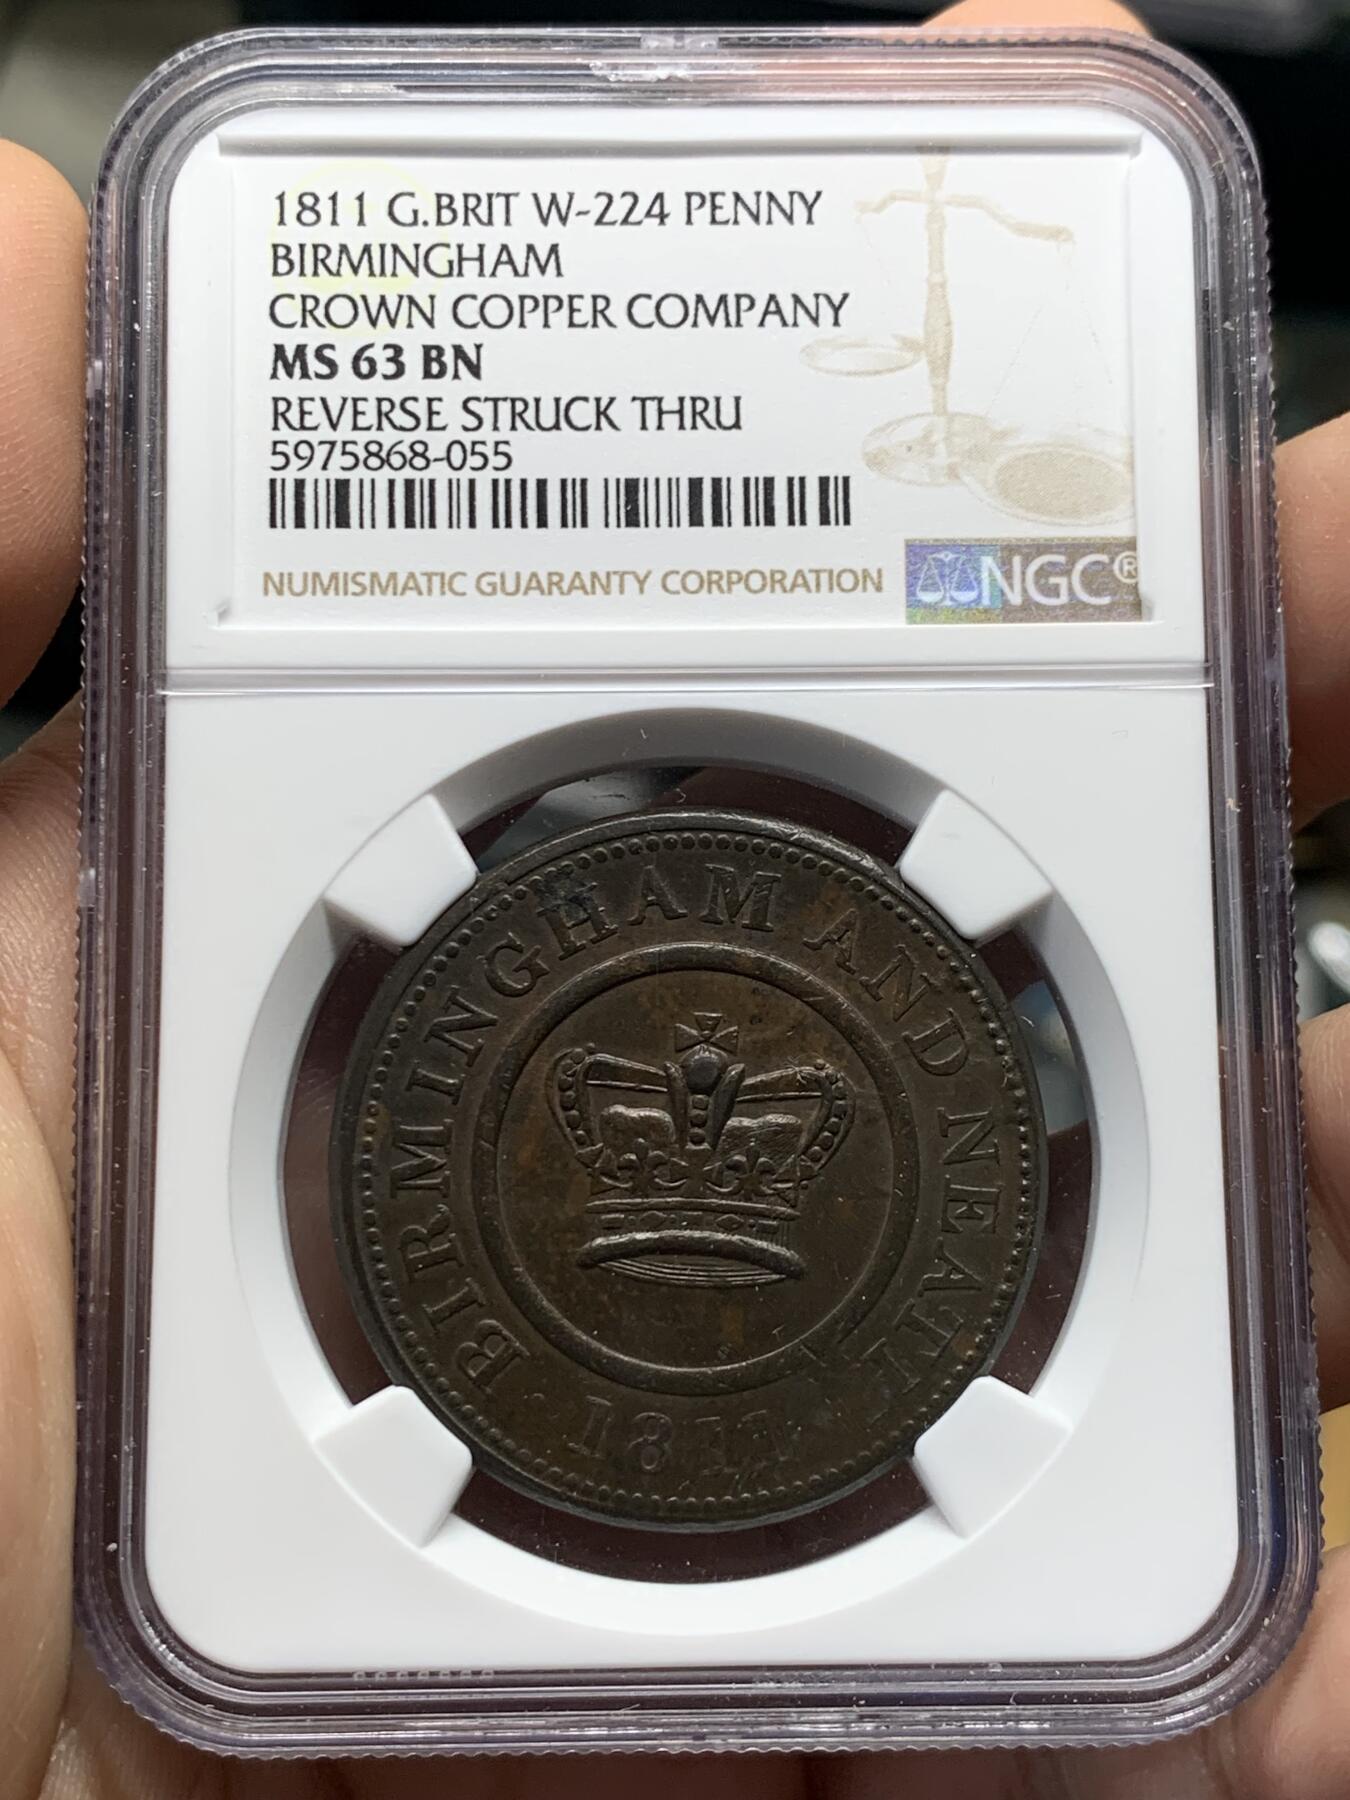 1811 G.BRIT W-224 PENNY
BIRMINGHAM
CROWN COPPER COMPANY
MS 63 BN
REVERSE STRUCK THRU
5975868-055
NUMISMATIC GUARANTY CORPORATION
NGC®
BIRMINGHAM AND NEATH
1811